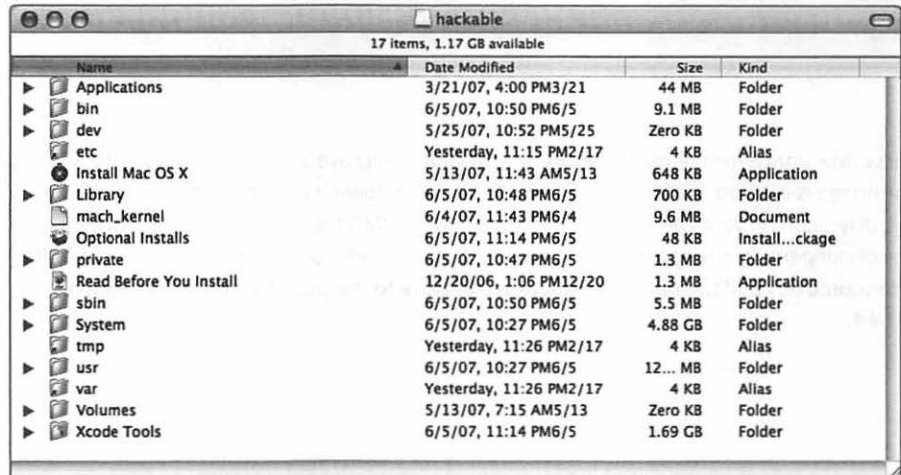 hackable
17 items, 1.17 GB available
Name Date Modified Size Kind
Applications 3/21/07, 4:00 PM3/21 44 MB Folder
bin 6/5/07, 10:50 PM6/5 9.1 MB Folder
dev 5/25/07, 10:52 PM5/25 Zero KB Folder
etc Yesterday, 11:15 PM2/17 4 KB Alias
Install Mac OS X 5/13/07, 11:43 AM5/13 648 KB Application
Library 6/5/07, 10:48 PM6/5 700 KB Folder
mach_kernel 6/4/07, 11:43 PM6/4 9.6 MB Document
Optional Installs 6/5/07, 11:14 PM6/5 48 KB Install...ckage
private 6/5/07, 10:47 PM6/5 1.3 MB Folder
Read Before You Install 12/20/06, 1:06 PM12/20 1.3 MB Application
sbin 6/5/07, 10:50 PM6/5 5.5 MB Folder
System 6/5/07, 10:27 PM6/5 4.88 GB Folder
tmp Yesterday, 11:26 PM2/17 4 KB Alias
usr 6/5/07, 10:27 PM6/5 12... MB Folder
var Yesterday, 11:26 PM2/17 4 KB Alias
Volumes 5/13/07, 7:15 AM5/13 Zero KB Folder
Xcode Tools 6/5/07, 11:14 PM6/5 1.69 GB Folder